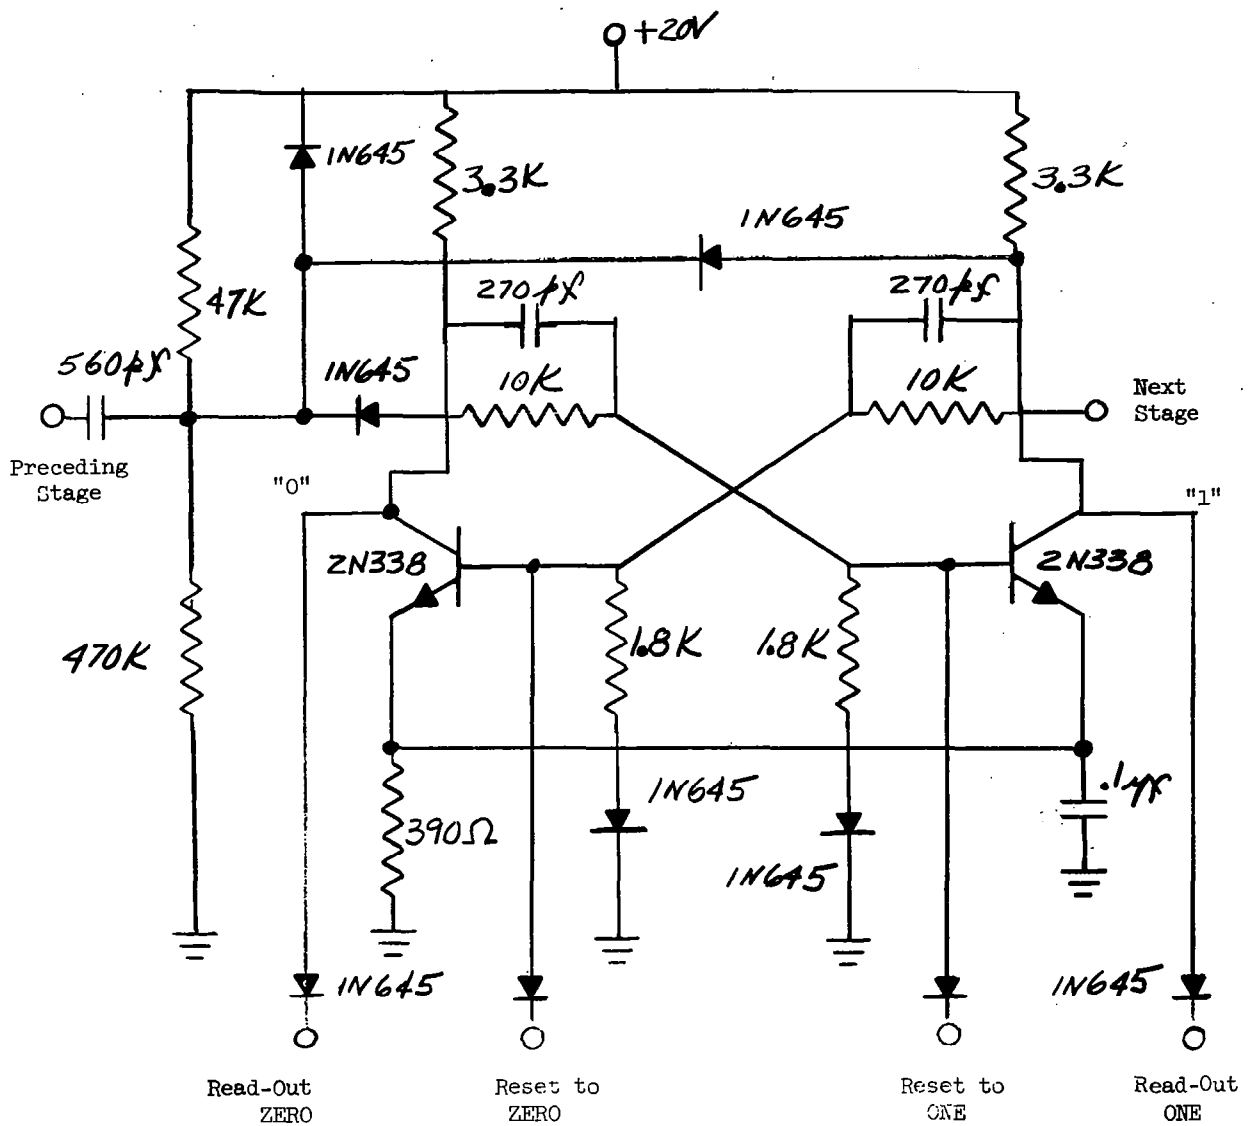 +20V
1N645
3.3K
3.3K
1N645
47K
270pf
270pf
560pf
1N645
10K
10K
Next
Stage
Preceding
Stage
"0"
"1"
2N338
2N338
470K
1.8K
1.8K
1N645
.1μf
390Ω
1N645
1N645
1N645
Read-Out
ZERO
Reset to
ZERO
Reset to
ONE
Read-Out
ONE